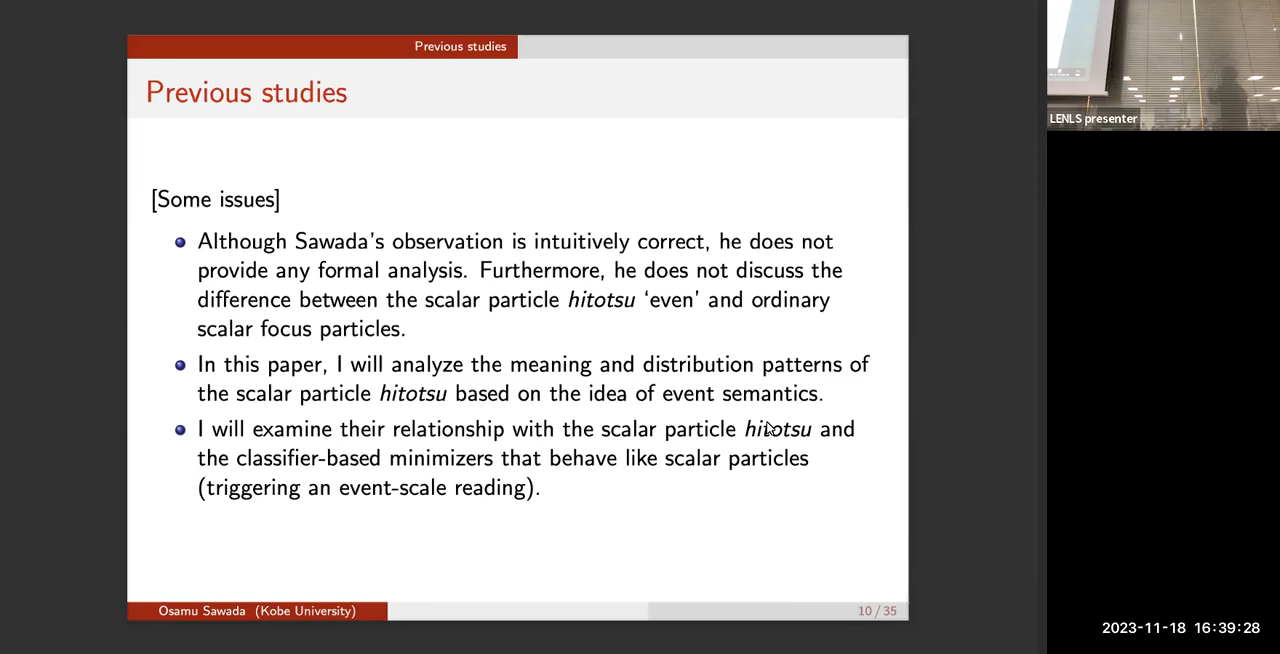 Previous studies
Previous studies
[Some issues]
Although Sawada's observation is intuitively correct, he does not
provide any formal analysis. Furthermore, he does not discuss the
difference between the scalar particle hitotsu ‘even’ and ordinary
scalar focus particles.
In this paper, I will analyze the meaning and distribution patterns of
the scalar particle hitotsu based on the idea of event semantics.
I will examine their relationship with the scalar particle hitotsu and
the classifier-based minimizers that behave like scalar particles
(triggering an event-scale reading).
Osamu Sawada (Kobe University)
10 / 35
LENLS presenter
2023-11-18 16:39:28